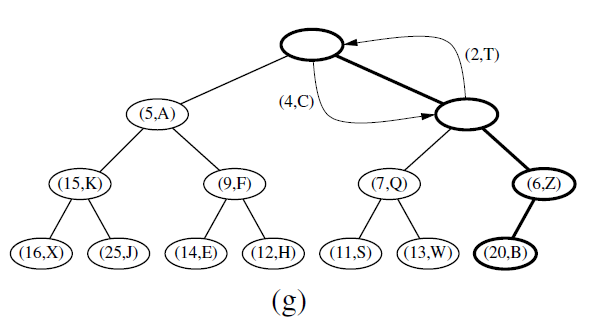 (2,T)
(4,C)
(5,A)
(15,K) (9,F) (7,Q) (6,Z)
(16,X) (25,J) (14,E) (12,H) (11,S) (13,W) (20,B)
(g)